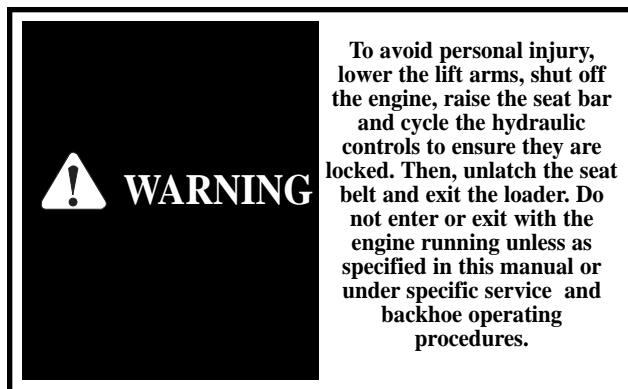 WARNING
To avoid personal injury,
lower the lift arms, shut off
the engine, raise the seat bar
and cycle the hydraulic
controls to ensure they are
locked. Then, unlatch the seat
belt and exit the loader. Do
not enter or exit with the
engine running unless as
specified in this manual or
under specific service  and
backhoe operating
procedures.